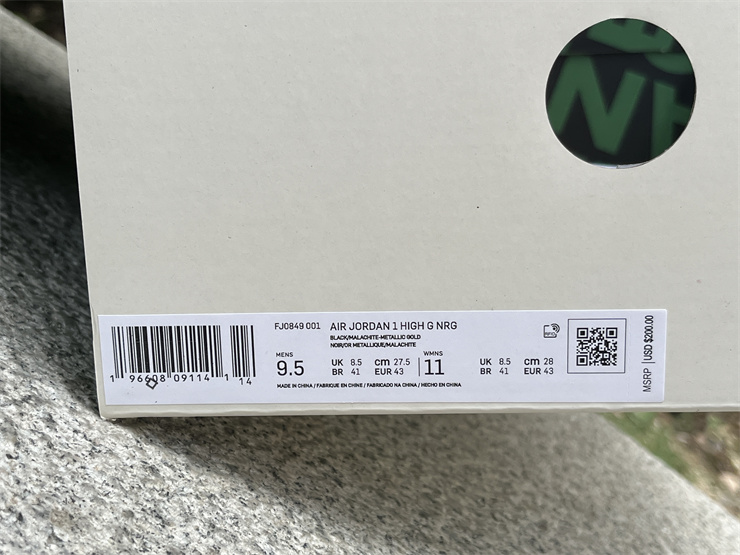 FJ0849 001 AIR JORDAN 1 HIGH G NRG
BLACK/MALACHITE-METALLIC GOLD
NOIR/OR METALLIQUE/MALACHITE
MENS
9.5
UK 8.5 cm 27.5
BR 41 EUR 43
WMNS
11
UK 8.5 cm 28
BR 41 EUR 43
MADE IN CHINA / FABRIQUE EN CHINE / FABRICADO NA CHINA / HECHO EN CHINA
1 96608 09114 1 14
RFID
MSRP | USD $200.00